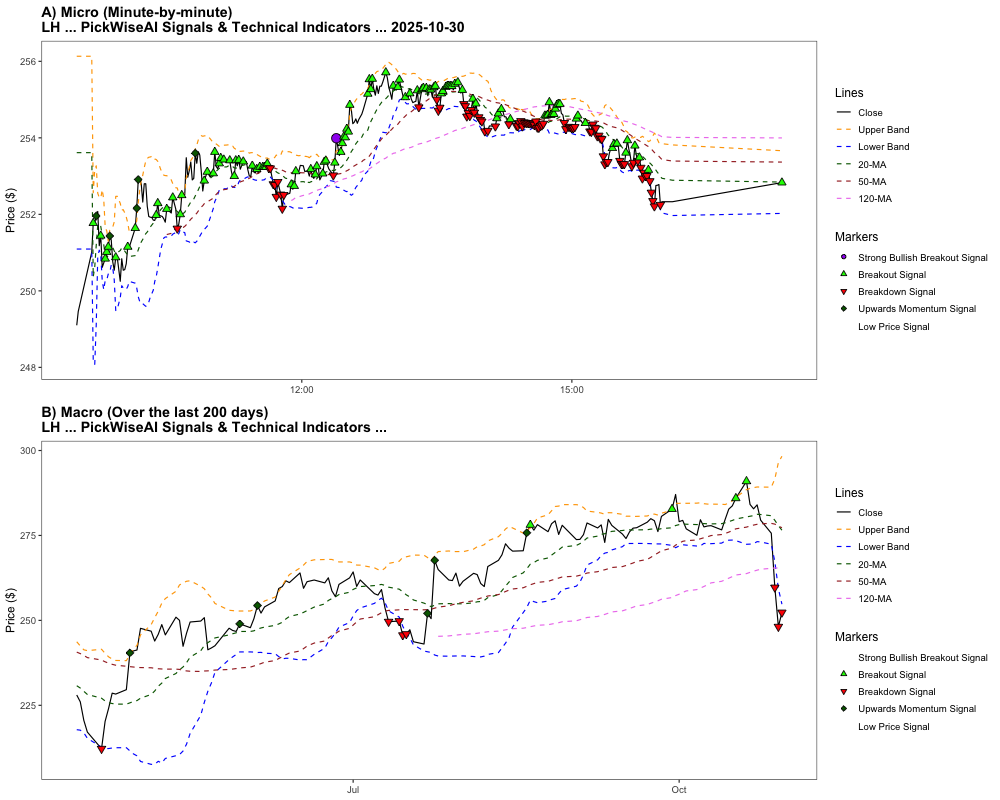 A) Micro (Minute-by-minute)
LH ... PickWiseAI Signals & Technical Indicators ... 2025-10-30
Price ($)
256
254
252
250
248
12:00
15:00
Lines
Close
Upper Band
Lower Band
20-MA
50-MA
120-MA
Markers
Strong Bullish Breakout Signal
Breakout Signal
Breakdown Signal
Upwards Momentum Signal
Low Price Signal
B) Macro (Over the last 200 days)
LH ... PickWiseAI Signals & Technical Indicators ...
Price ($)
300
275
250
225
Jul
Oct
Lines
Close
Upper Band
Lower Band
20-MA
50-MA
120-MA
Markers
Strong Bullish Breakout Signal
Breakout Signal
Breakdown Signal
Upwards Momentum Signal
Low Price Signal